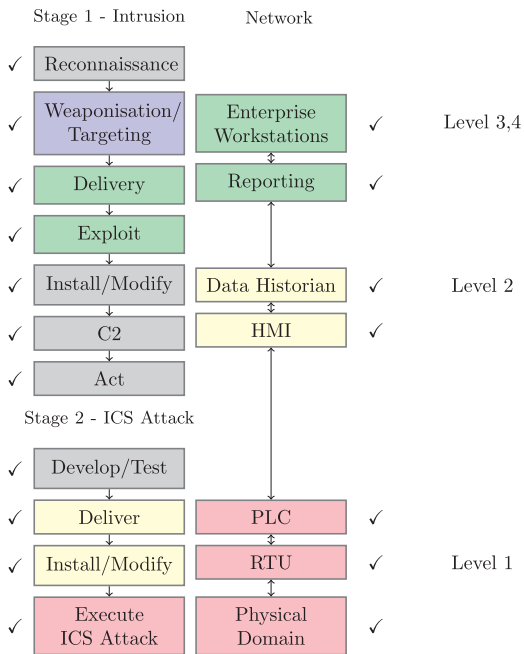 Stage 1 - Intrusion
Network
✓ Reconnaissance
✓ Weaponisation/
Targeting
Enterprise
Workstations ✓
Level 3,4
✓ Delivery
Reporting ✓
✓ Exploit
✓ Install/Modify
Data Historian ✓
Level 2
✓ C2
HMI ✓
✓ Act
Stage 2 - ICS Attack
✓ Develop/Test
✓ Deliver
PLC ✓
✓ Install/Modify
RTU ✓
Level 1
✓ Execute
ICS Attack
Physical
Domain ✓